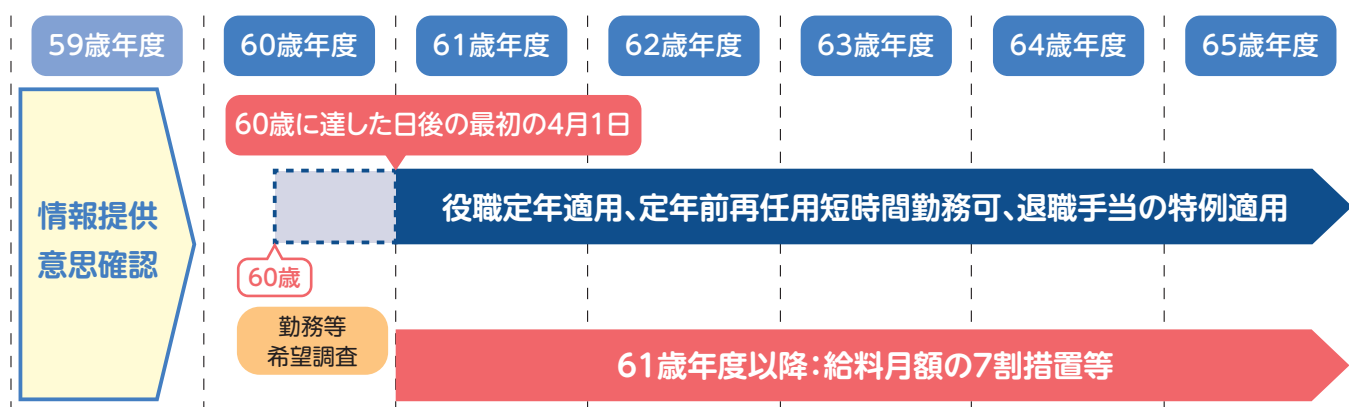 59歳年度
60歳年度
61歳年度
62歳年度
63歳年度
64歳年度
65歳年度
60歳に達した日後の最初の4月1日
情報提供
意思確認
役職定年適用、定年前再任用短時間勤務可、退職手当の特例適用
60歳
勤務等
希望調査
61歳年度以降：給料月額の7割措置等